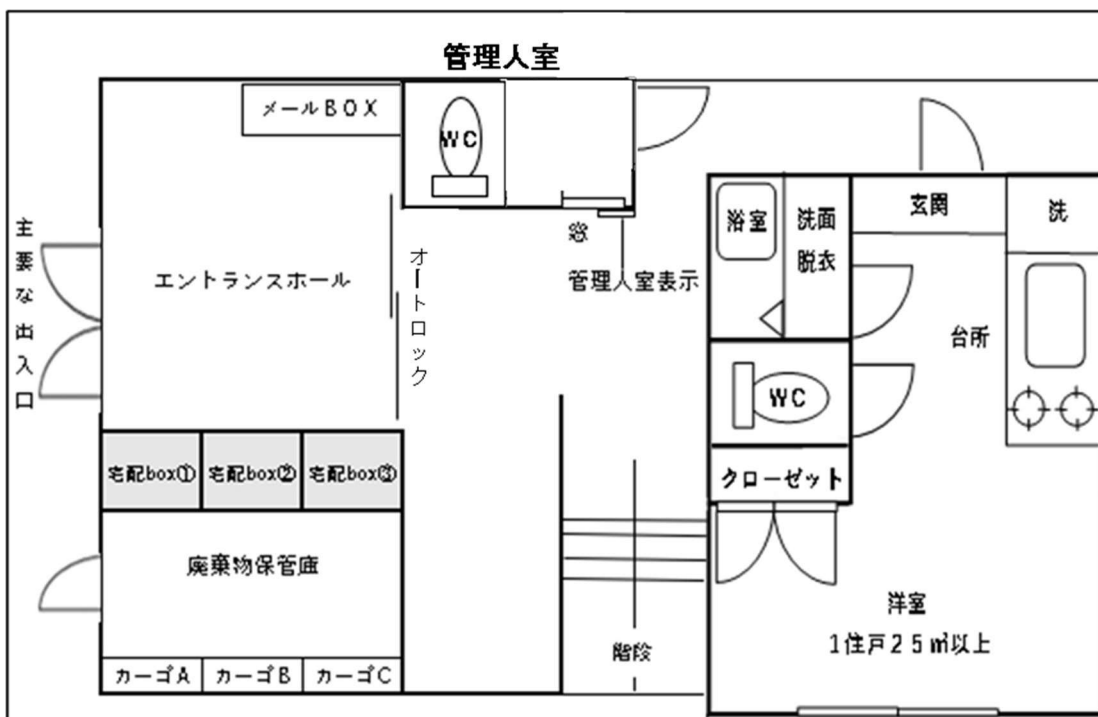 管理人室
メールBOX
WC
主要な出入口
エントランスホール
オートロック
窓
管理人室表示
浴室
洗面
脱衣
玄関
洗
台所
WC
クローゼット
宅配box①
宅配box②
宅配box③
廃棄物保管庫
カーゴA
カーゴB
カーゴC
階段
洋室
1住戸25㎡以上